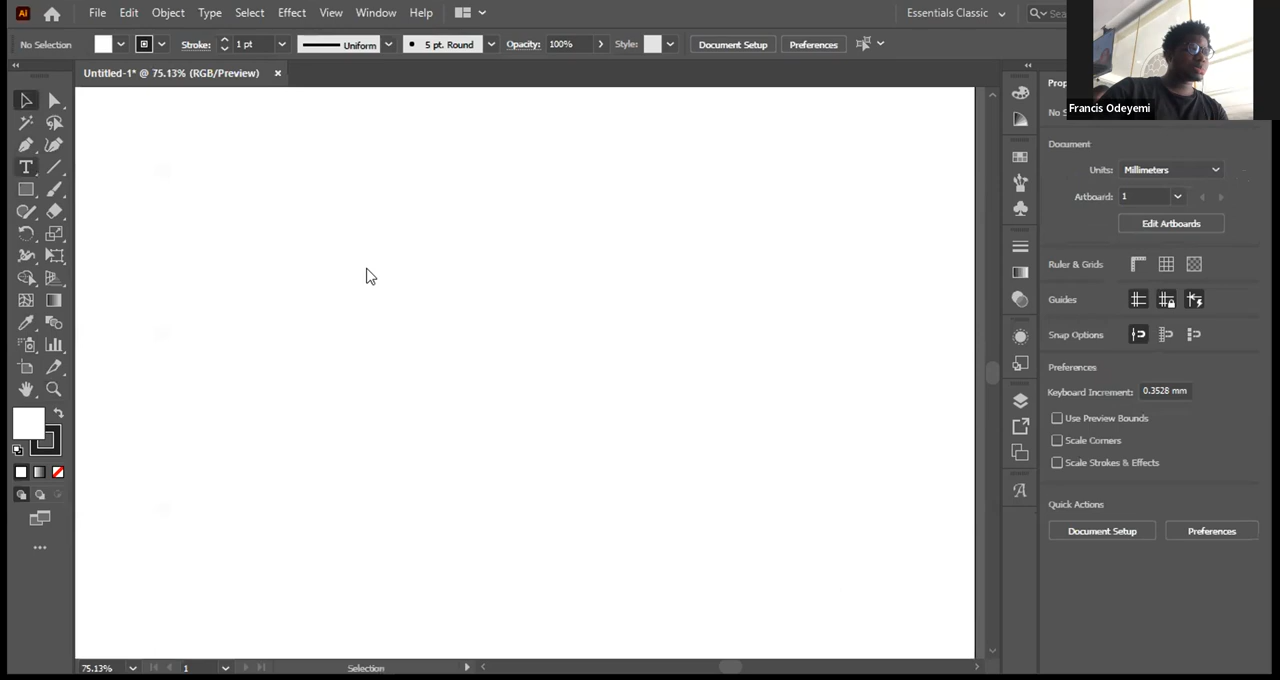 Ai File Edit Object Type Select Effect View Window Help Essentials Classic Sea
No Selection Stroke: 1 pt Uniform 5 pt. Round Opacity: 100% Style: Document Setup Preferences
Untitled-1* @ 75.13% (RGB/Preview) ×
Francis Odeyemi
Document
Units: Millimeters
Artboard: 1
Edit Artboards
Ruler & Grids
Guides
Snap Options
Preferences
Keyboard Increment: 0.3528 mm
Use Preview Bounds
Scale Corners
Scale Strokes & Effects
Quick Actions
Document Setup Preferences
75.13% 1 Selection